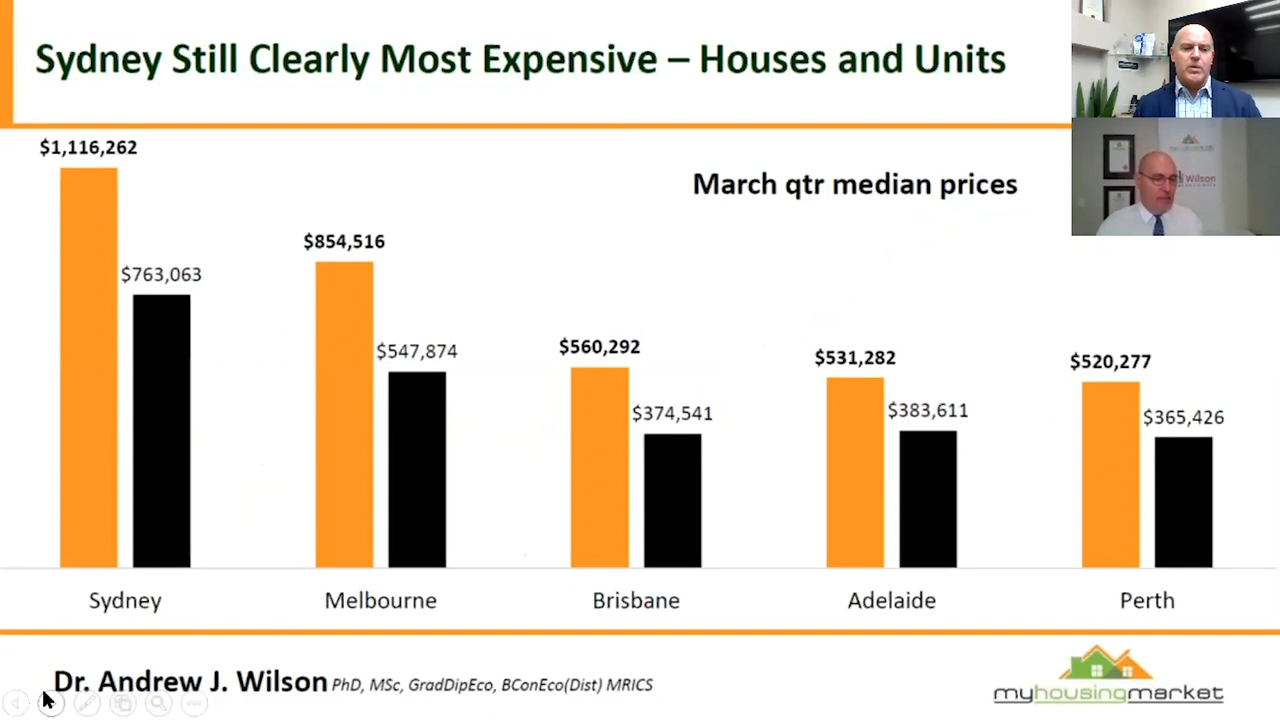 Sydney Still Clearly Most Expensive – Houses and Units
$1,116,262
March qtr median prices
Wilson
$854,516
$763,063
$547,874
$560,292
$374,541
$531,282
$383,611
$520,277
$365,426
Sydney
Melbourne
Brisbane
Adelaide
Perth
Dr. Andrew J. Wilson PhD, MSc, GradDipEco, BConEco(Dist) MRICS
myhousingmarket